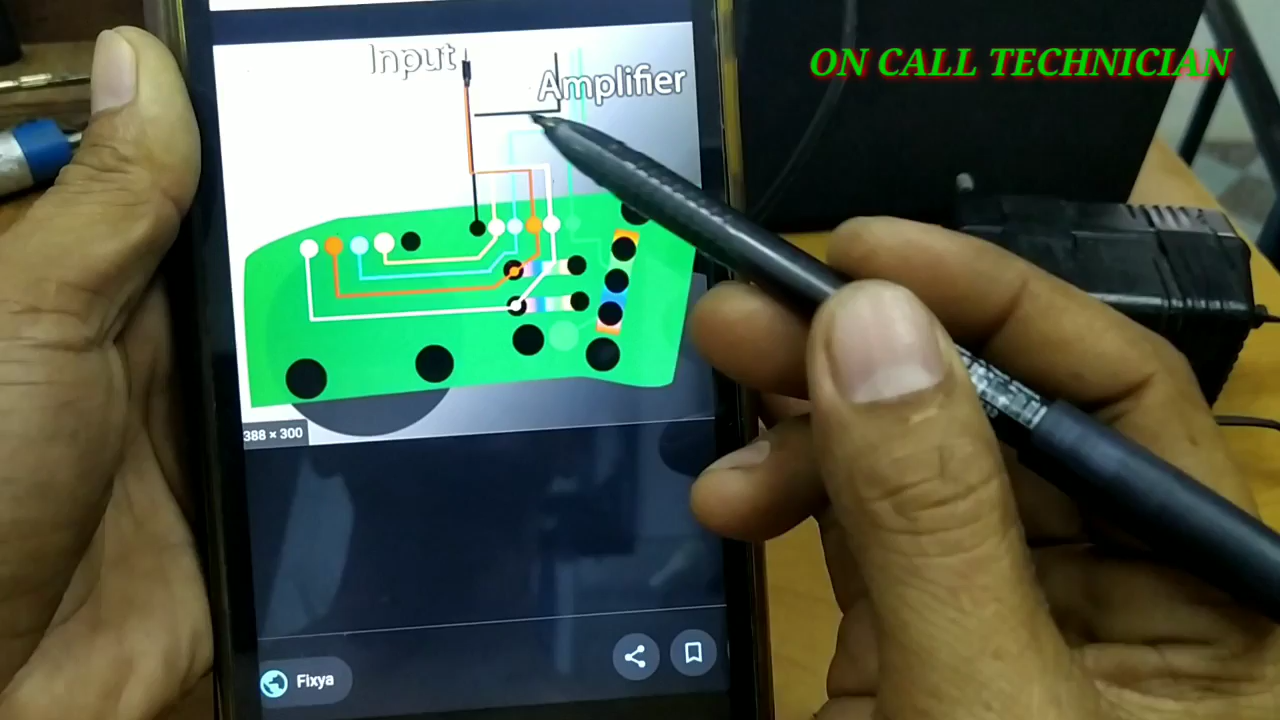 ON CALL TECHNICIAN
Input
Amplifier
388 × 300
Fixya